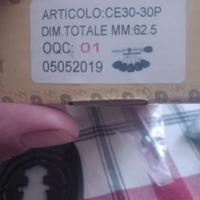 ARTICOLO:CE30-30P
DIM.TOTALE MM:62.5
OQC: 01
05052019